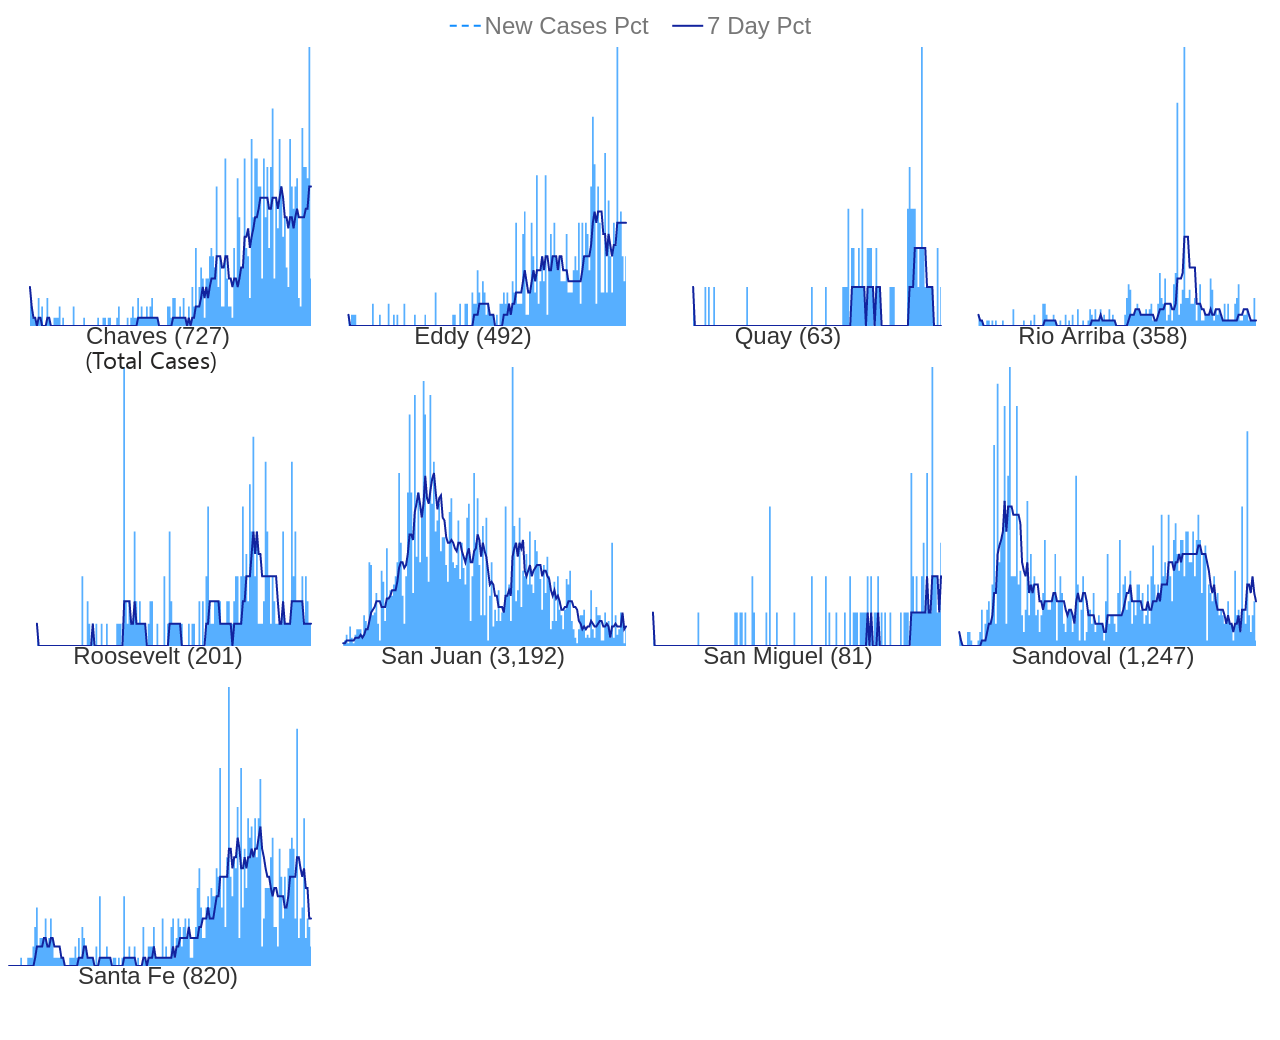 New Cases Pct 7 Day Pct
Chaves (727)
(Total Cases)
Eddy (492)
Quay (63)
Rio Arriba (358)
Roosevelt (201)
San Juan (3,192)
San Miguel (81)
Sandoval (1,247)
Santa Fe (820)